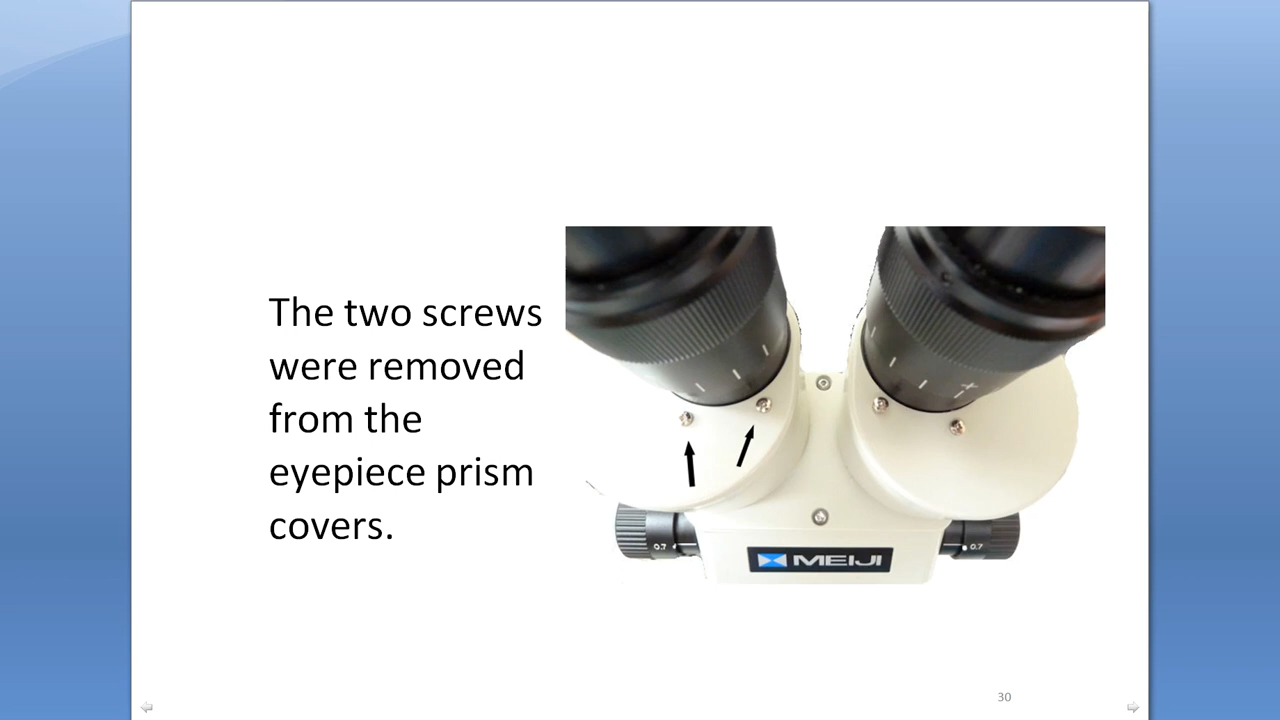 The two screws
were removed
from the
eyepiece prism
covers.
0.7
0.7
MEIJI
30